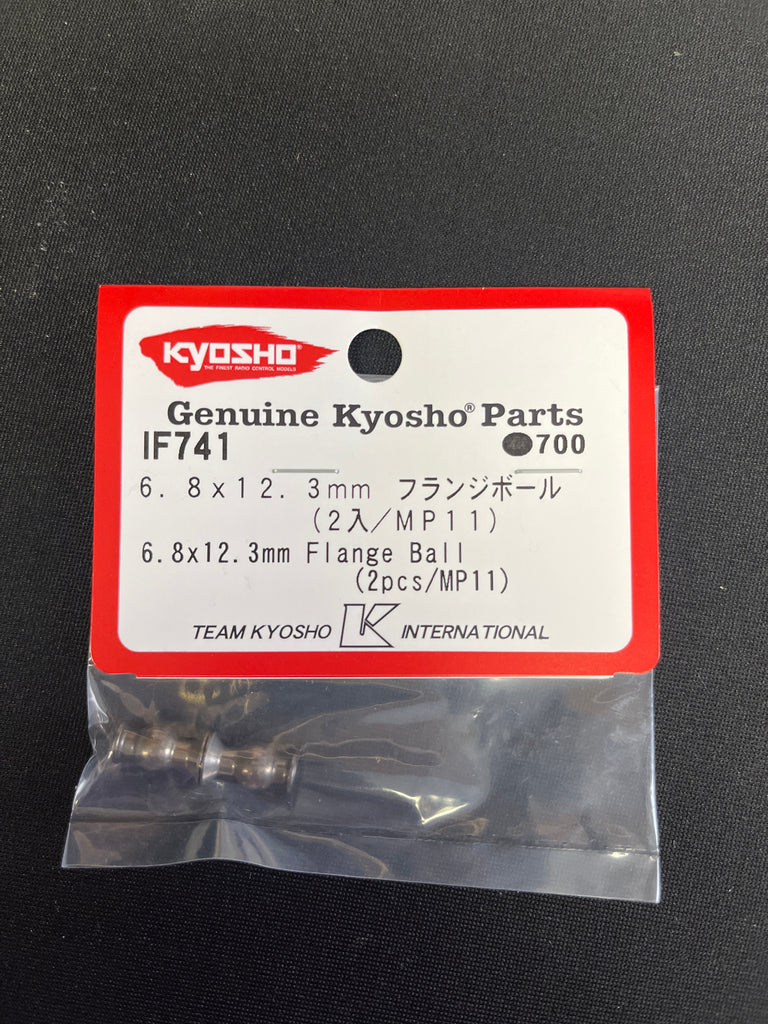 KYOSHO®
THE FINEST RADIO CONTROL MODELS
Genuine Kyosho® Parts
IF741 ●700
6.8x12.3mm フランジボール
(2入/MP11)
6.8x12.3mm Flange Ball
(2pcs/MP11)
TEAM KYOSHO K INTERNATIONAL